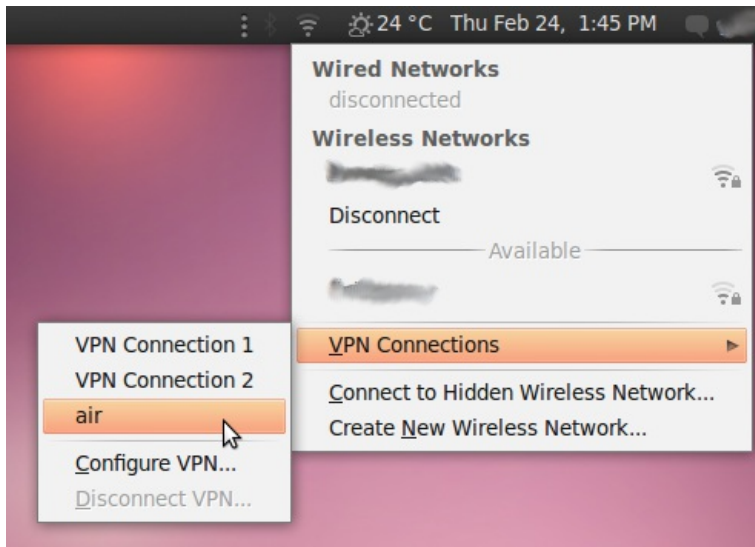 24 °C Thu Feb 24, 1:45 PM
Wired Networks
disconnected
Wireless Networks
Disconnect
Available
VPN Connections
Connect to Hidden Wireless Network...
Create New Wireless Network...
VPN Connection 1
VPN Connection 2
air
Configure VPN...
Disconnect VPN...